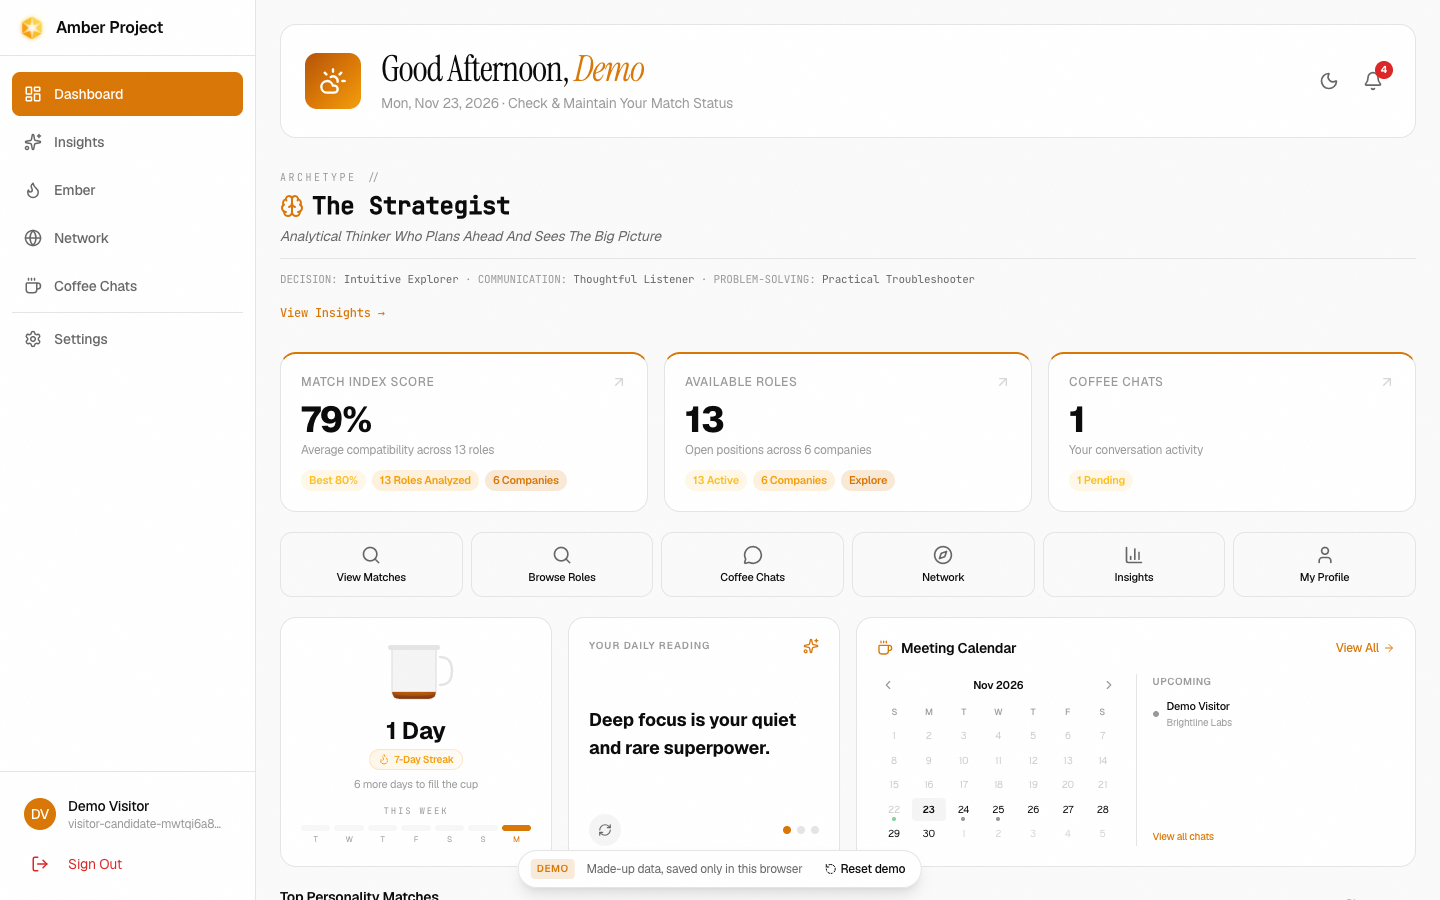 Amber Project
Dashboard
Insights
Ember
Network
Coffee Chats
Settings
Demo Visitor
visitor-candidate-mwtqi6a8...
DV
Sign Out
Good Afternoon, Demo
Mon, Nov 23, 2026 · Check & Maintain Your Match Status
4
ARCHETYPE //
The Strategist
Analytical Thinker Who Plans Ahead And Sees The Big Picture
DECISION: Intuitive Explorer · COMMUNICATION: Thoughtful Listener · PROBLEM-SOLVING: Practical Troubleshooter
View Insights →
MATCH INDEX SCORE
79%
Average compatibility across 13 roles
Best 80% 13 Roles Analyzed 6 Companies
AVAILABLE ROLES
13
Open positions across 6 companies
13 Active 6 Companies Explore
COFFEE CHATS
1
Your conversation activity
1 Pending
View Matches
Browse Roles
Coffee Chats
Network
Insights
My Profile
1 Day
7-Day Streak
6 more days to fill the cup
THIS WEEK
T W T F S S M
YOUR DAILY READING
Deep focus is your quiet
and rare superpower.
Meeting Calendar
View All →
Nov 2026
S M T W T F S
1 2 3 4 5 6 7
8 9 10 11 12 13 14
15 16 17 18 19 20 21
22 23 24 25 26 27 28
29 30 1 2 3 4 5
UPCOMING
Demo Visitor
Brightline Labs
View all chats
DEMO Made-up data, saved only in this browser Reset demo
Top Personality Matches